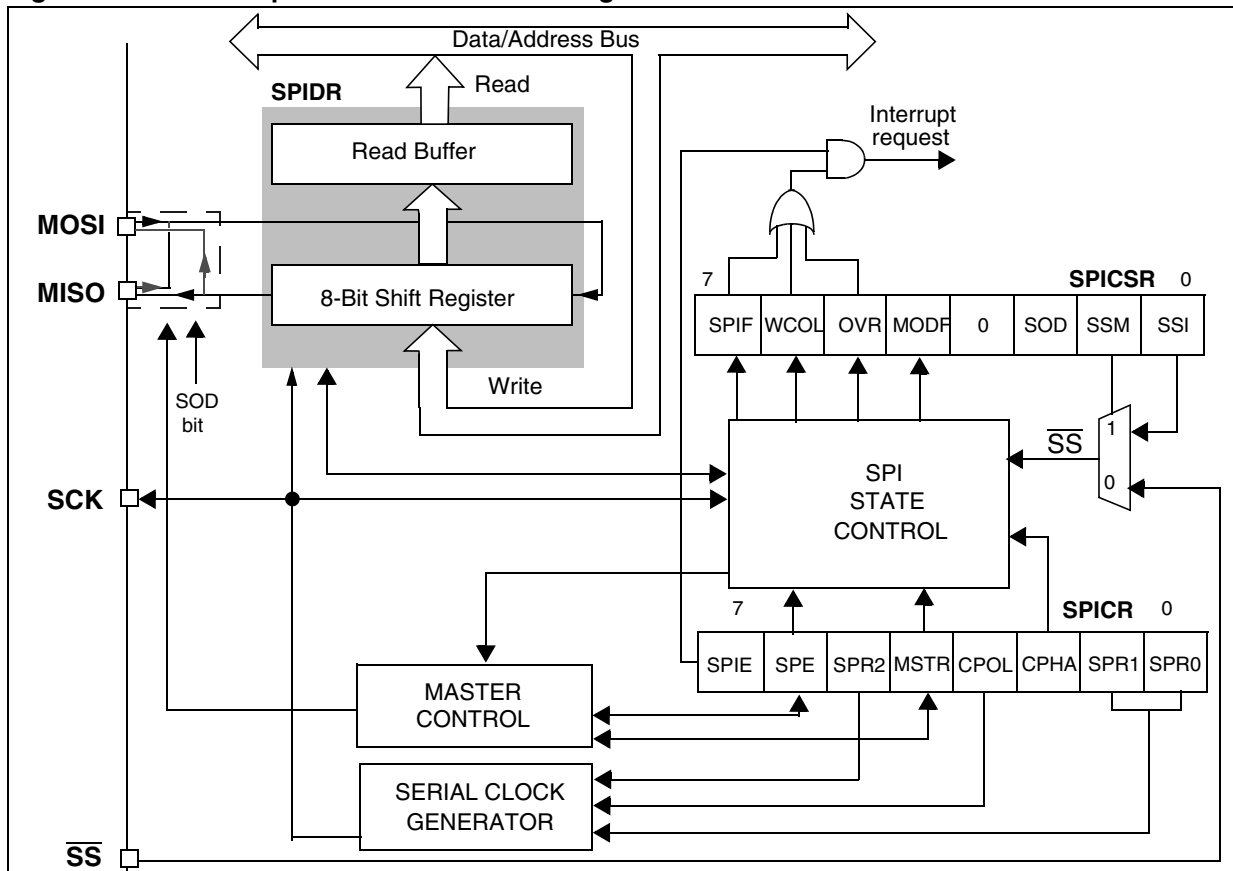 Data/Address Bus
SPIDR
Read
Read Buffer
Interrupt
request
MOSI
MISO
8-Bit Shift Register
7
SPICSR
0
SPIF
WCOL
OVR
MODF
0
SOD
SSM
SSI
Write
SOD
bit
1
SS
0
SCK
SPI
STATE
CONTROL
7
SPICR
0
SPIE
SPE
SPR2
MSTR
CPOL
CPHA
SPR1
SPR0
MASTER
CONTROL
SERIAL CLOCK
GENERATOR
SS